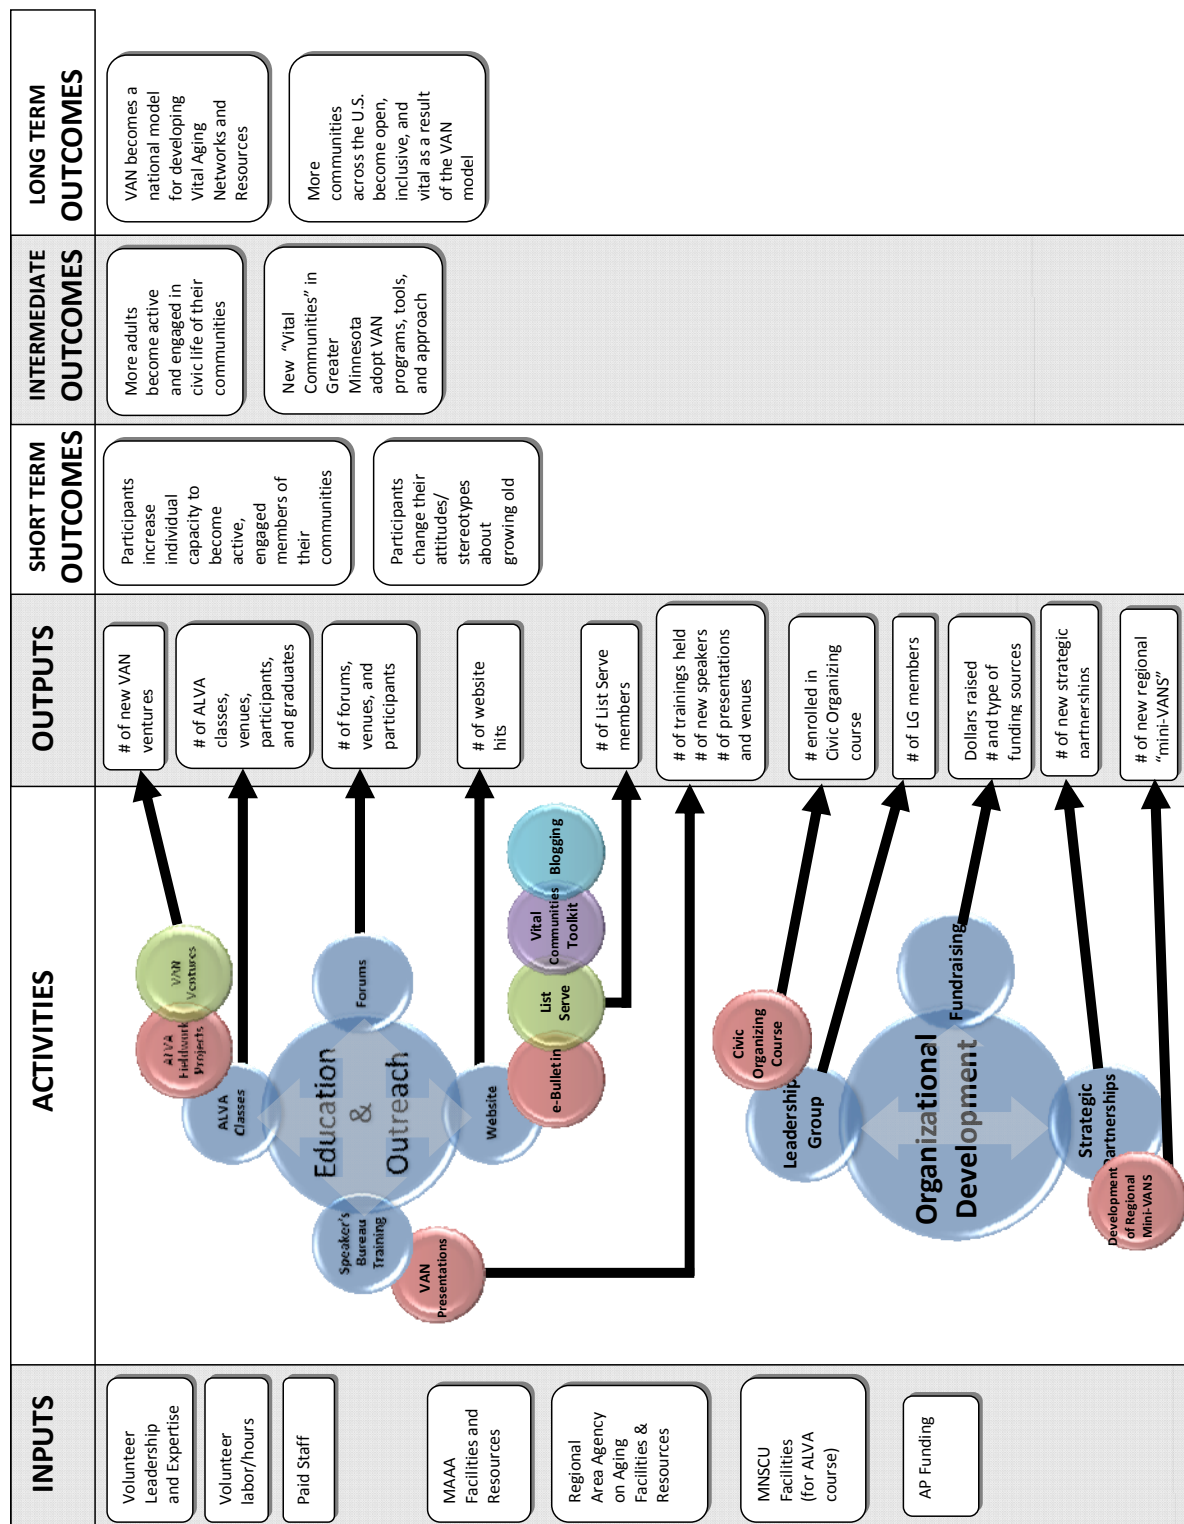 INPUTS
Volunteer
Leadership
and Expertise
Volunteer
labor/hours
Paid Staff
MAAA
Facilities and
Resources
Regional
Area Agency
on Aging
Facilities &
Resources
MNSCU
Facilities
(for ALVA
course)
AP Funding
ACTIVITIES
ALVA
Fieldwork
Projects
VAN
Ventures
ALVA
Classes
Education
&
Outreach
Forums
Speaker's
Bureau
Training
VAN
Presentations
Website
e-Bulletin
List
Serve
Vital
Communities
Toolkit
Blogging
Civic
Organizing
Course
Leadership
Group
Organizational
Development
Fundraising
Strategic
Partnerships
Development
of Regional
Mini-VANS
OUTPUTS
# of new VAN
ventures
# of ALVA
classes,
venues,
participants,
and graduates
# of forums,
venues, and
participants
# of website
hits
# of List Serve
members
# of trainings held
# of new speakers
# of presentations
and venues
# enrolled in
Civic Organizing
course
# of LG members
Dollars raised
# and type of
funding sources
# of new strategic
partnerships
# of new regional
“mini-VANS”
SHORT TERM
OUTCOMES
Participants
increase
individual
capacity to
become
active,
engaged
members of
their
communities
Participants
change their
attitudes/
stereotypes
about
growing old
INTERMEDIATE
OUTCOMES
More adults
become active
and engaged in
civic life of their
communities
New “Vital
Communities” in
Greater
Minnesota
adopt VAN
programs, tools,
and approach
LONG TERM
OUTCOMES
VAN becomes a
national model
for developing
Vital Aging
Networks and
Resources
More
communities
across the U.S.
become open,
inclusive, and
vital as a result
of the VAN
model